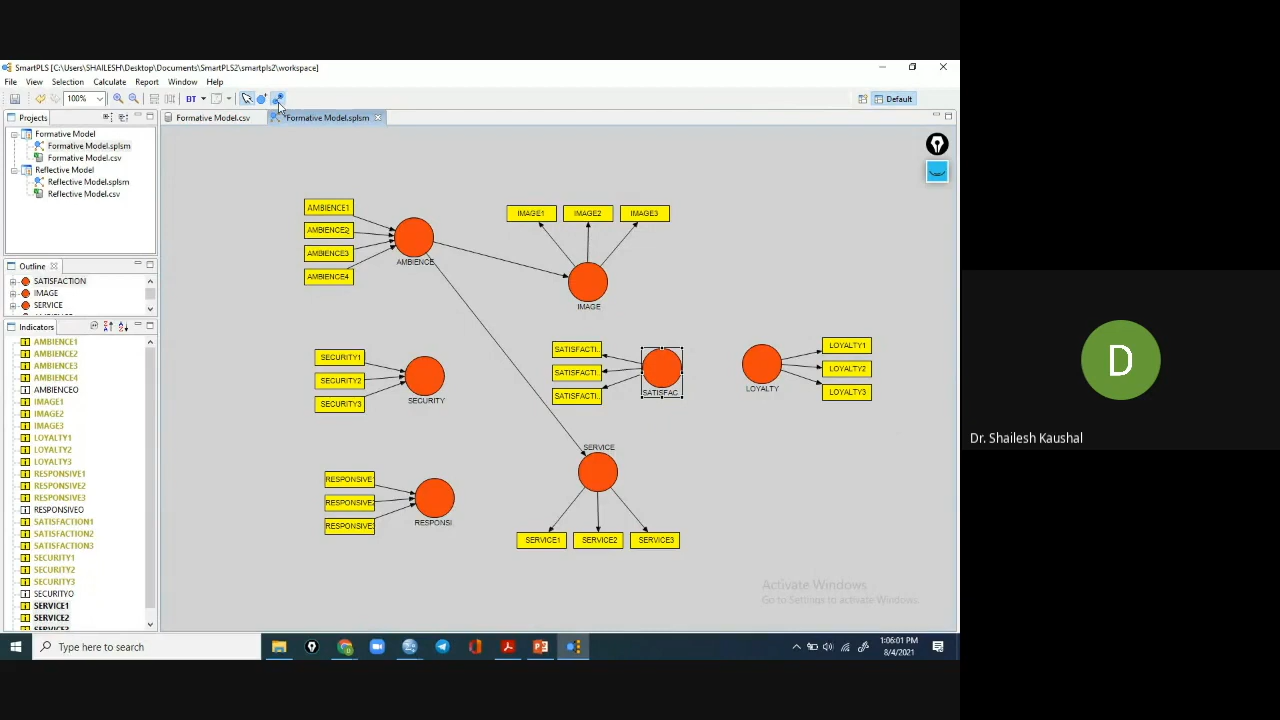 SmartPLS [C:\Users\SHAILESH\Desktop\Documents\SmartPLS2\smartpls2\workspace]
File View Selection Calculate Report Window Help
100% BT Default
Projects
Formative Model.csv
Formative Model.splsm
Formative Model
Formative Model.splsm
Formative Model.csv
Reflective Model
Reflective Model.splsm
Reflective Model.csv
Outline
SATISFACTION
IMAGE
SERVICE
Indicators
AMBIENCE1
AMBIENCE2
AMBIENCE3
AMBIENCE4
AMBIENCEO
IMAGE1
IMAGE2
IMAGE3
LOYALTY1
LOYALTY2
LOYALTY3
RESPONSIVE1
RESPONSIVE2
RESPONSIVE3
RESPONSIVEO
SATISFACTION1
SATISFACTION2
SATISFACTION3
SECURITY1
SECURITY2
SECURITY3
SECURITYO
SERVICE1
SERVICE2
AMBIENCE1
AMBIENCE2
AMBIENCE3
AMBIENCE4
AMBIENCE
IMAGE1 IMAGE2 IMAGE3
IMAGE
SECURITY1
SECURITY2
SECURITY3
SECURITY
SATISFACTI..
SATISFACTI..
SATISFACTI..
SATISFAC
LOYALTY
LOYALTY1
LOYALTY2
LOYALTY3
RESPONSIVE
RESPONSIVE
RESPONSIVE
RESPONSI
SERVICE
SERVICE1 SERVICE2 SERVICE3
Activate Windows
Go to Settings to activate Windows.
Type here to search
1:06:01 PM
8/4/2021
D
Dr. Shailesh Kaushal